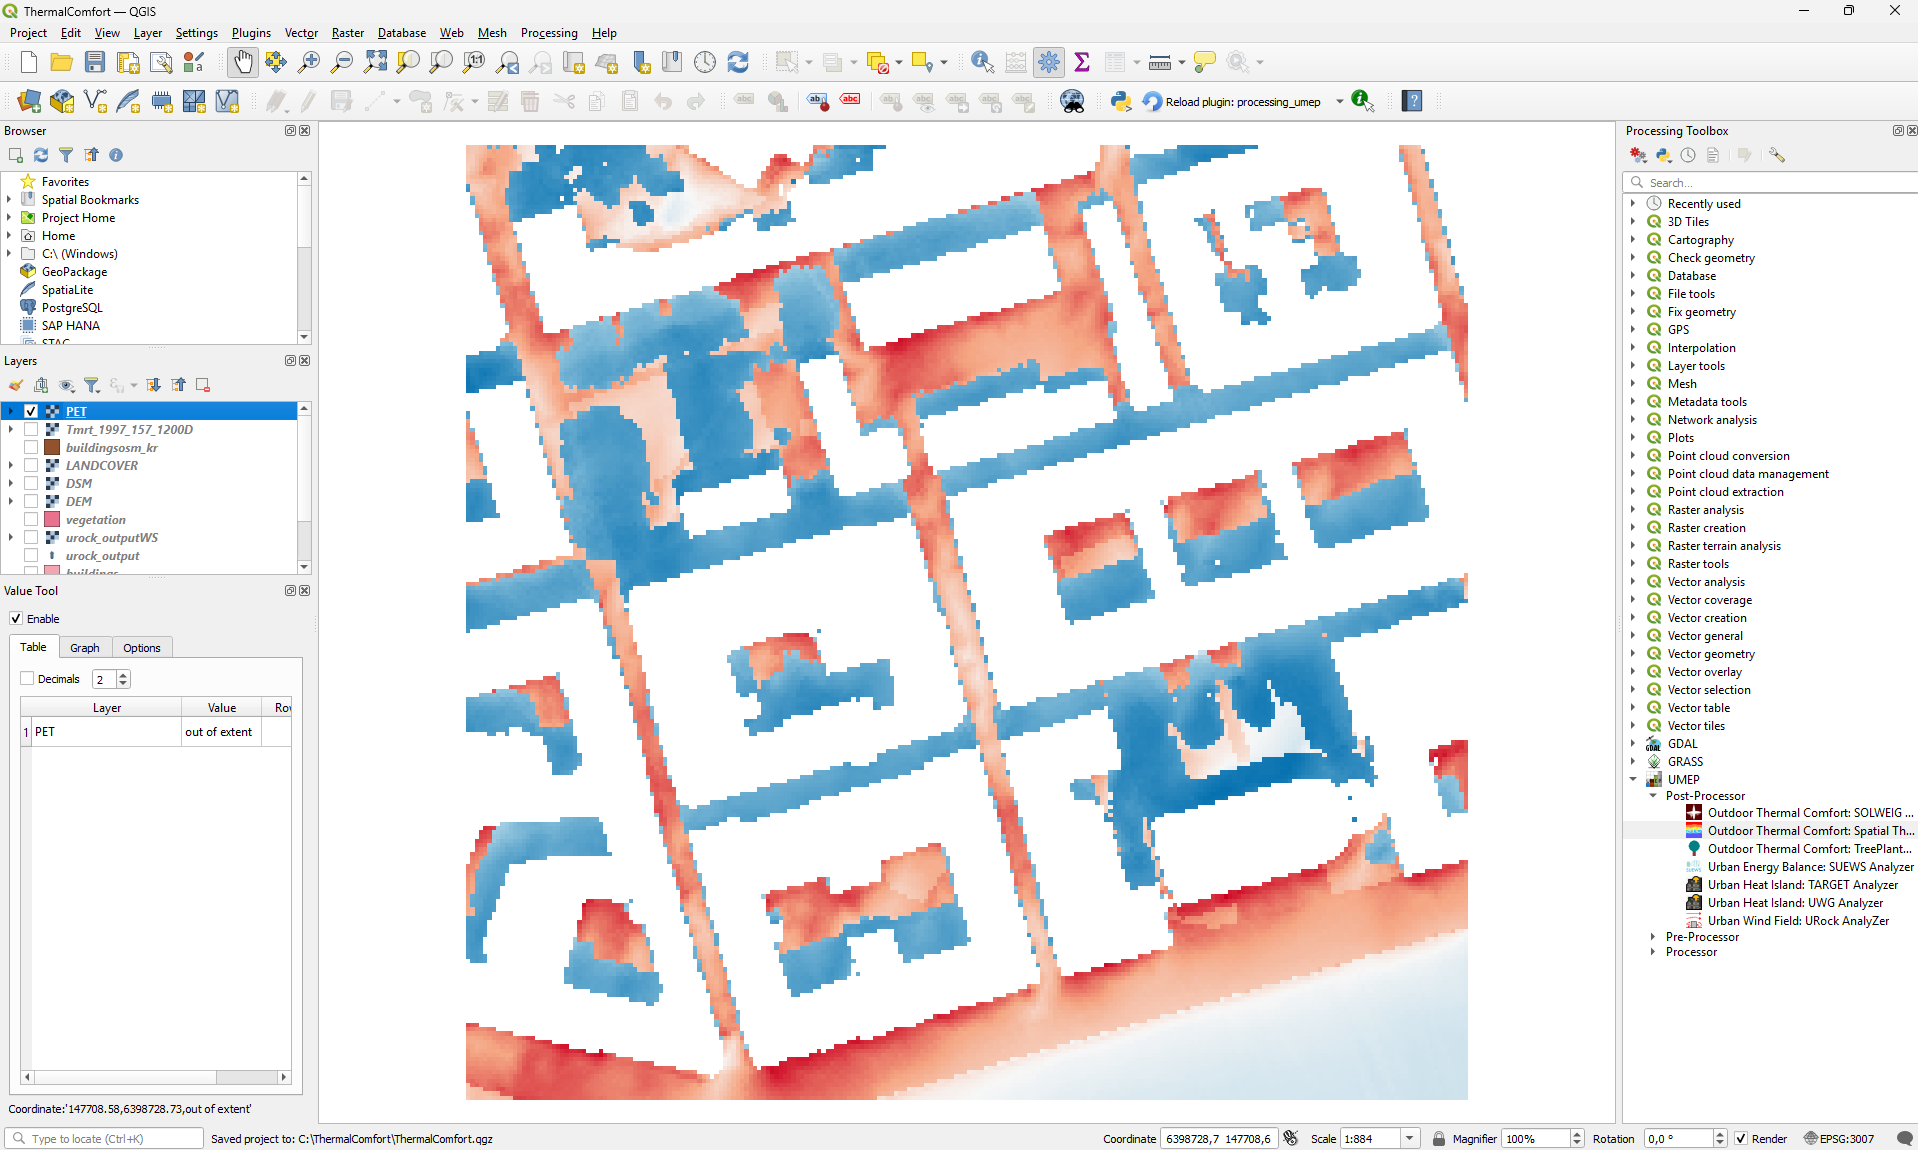 ThermalComfort — QGIS
Project Edit View Layer Settings Plugins Vector Raster Database Web Mesh Processing Help
Reload plugin: processing_umep
Browser
Favorites
Spatial Bookmarks
Project Home
Home
C:\ (Windows)
GeoPackage
SpatiaLite
PostgreSQL
SAP HANA
STAC
Layers
PET
Tmrt_1997_157_1200D
buildingsosm_kr
LANDCOVER
DSM
DEM
vegetation
urock_outputWS
urock_output
buildings
Value Tool
Enable
Table Graph Options
Decimals 2
Layer Value Row
1 PET out of extent
Coordinate:'147708.58,6398728.73,out of extent'
Processing Toolbox
Search...
Recently used
3D Tiles
Cartography
Check geometry
Database
File tools
Fix geometry
GPS
Interpolation
Layer tools
Mesh
Metadata tools
Network analysis
Plots
Point cloud conversion
Point cloud data management
Point cloud extraction
Raster analysis
Raster creation
Raster terrain analysis
Raster tools
Vector analysis
Vector coverage
Vector creation
Vector general
Vector geometry
Vector overlay
Vector selection
Vector table
Vector tiles
GDAL
GRASS
UMEP
Post-Processor
Outdoor Thermal Comfort: SOLWEIG ...
Outdoor Thermal Comfort: Spatial Th...
Outdoor Thermal Comfort: TreePlant...
Urban Energy Balance: SUEWS Analyzer
Urban Heat Island: TARGET Analyzer
Urban Heat Island: UWG Analyzer
Urban Wind Field: URock AnalyZer
Pre-Processor
Processor
Type to locate (Ctrl+K) Saved project to: C:\ThermalComfort\ThermalComfort.qgz Coordinate 6398728,7 147708,6 Scale 1:884 Magnifier 100% Rotation 0,0 ° Render EPSG:3007